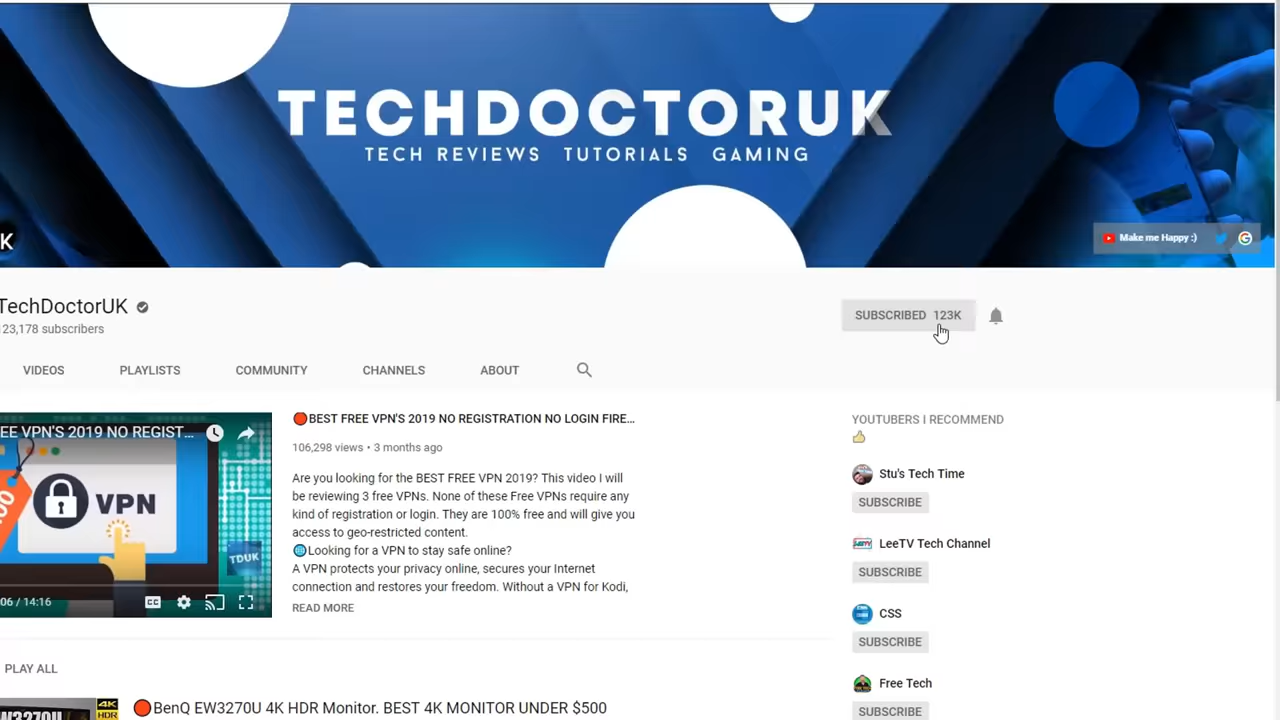 TECHDOCTORUK
TECH REVIEWS TUTORIALS GAMING
K
Make me Happy :)
TechDoctorUK
23,178 subscribers
SUBSCRIBED 123K
VIDEOS PLAYLISTS COMMUNITY CHANNELS ABOUT
EE VPN'S 2019 NO REGIST...
VPN
TDUK
06 / 14:16
CC
BEST FREE VPN'S 2019 NO REGISTRATION NO LOGIN FIRE...
106,298 views • 3 months ago
Are you looking for the BEST FREE VPN 2019? This video I will
be reviewing 3 free VPNs. None of these Free VPNs require any
kind of registration or login. They are 100% free and will give you
access to geo-restricted content.
Looking for a VPN to stay safe online?
A VPN protects your privacy online, secures your Internet
connection and restores your freedom. Without a VPN for Kodi,
READ MORE
YOUTUBERS I RECOMMEND
Stu's Tech Time
SUBSCRIBE
LeeTV Tech Channel
SUBSCRIBE
CSS
SUBSCRIBE
Free Tech
SUBSCRIBE
PLAY ALL
4K
HDR
BenQ EW3270U 4K HDR Monitor. BEST 4K MONITOR UNDER $500